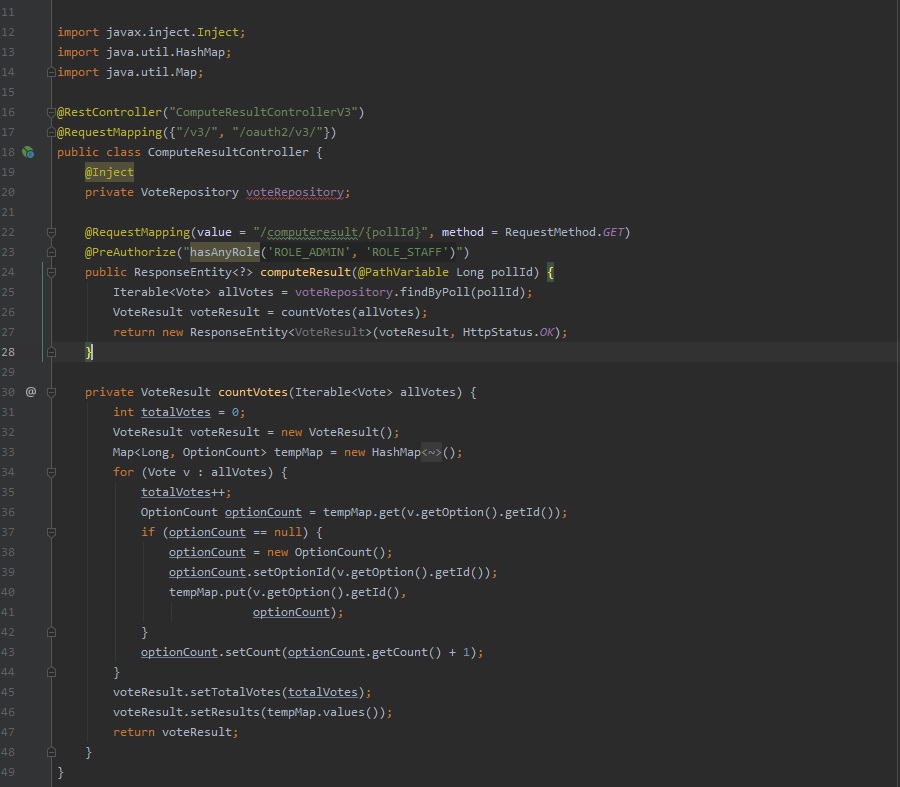 11
12 import javax.inject.Inject;
13 import java.util.HashMap;
14 import java.util.Map;
15
16 @RestController("ComputeResultControllerV3")
17 @RequestMapping({"/v3/", "/oauth2/v3/"})
18 public class ComputeResultController {
19 @Inject
20 private VoteRepository voteRepository;
21
22 @RequestMapping(value = "/computeresult/{pollId}", method = RequestMethod.GET)
23 @PreAuthorize("hasAnyRole('ROLE_ADMIN', 'ROLE_STAFF')")
24 public ResponseEntity<?> computeResult(@PathVariable Long pollId) {
25 Iterable<Vote> allVotes = voteRepository.findByPoll(pollId);
26 VoteResult voteResult = countVotes(allVotes);
27 return new ResponseEntity<VoteResult>(voteResult, HttpStatus.OK);
28 }
29
30 @ private VoteResult countVotes(Iterable<Vote> allVotes) {
31 int totalVotes = 0;
32 VoteResult voteResult = new VoteResult();
33 Map<Long, OptionCount> tempMap = new HashMap<~>();
34 for (Vote v : allVotes) {
35 totalVotes++;
36 OptionCount optionCount = tempMap.get(v.getOption().getId());
37 if (optionCount == null) {
38 optionCount = new OptionCount();
39 optionCount.setOptionId(v.getOption().getId());
40 tempMap.put(v.getOption().getId(),
41 optionCount);
42 }
43 optionCount.setCount(optionCount.getCount() + 1);
44 }
45 voteResult.setTotalVotes(totalVotes);
46 voteResult.setResults(tempMap.values());
47 return voteResult;
48 }
49 }